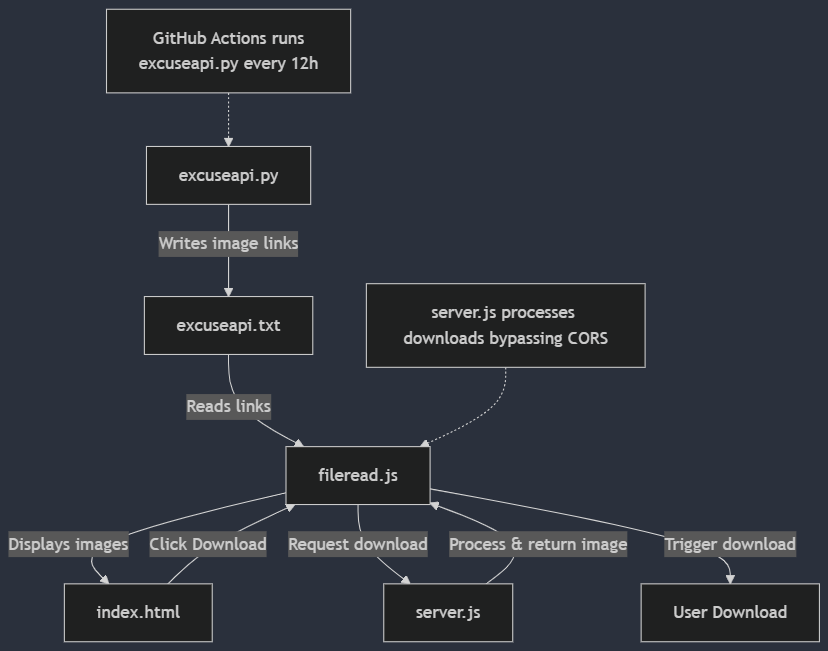 GitHub Actions runs
excuseapi.py every 12h
excuseapi.py
Writes image links
excuseapi.txt
server.js processes
downloads bypassing CORS
Reads links
fileread.js
Displays images
Click Download
Request download
Process & return image
Trigger download
index.html
server.js
User Download